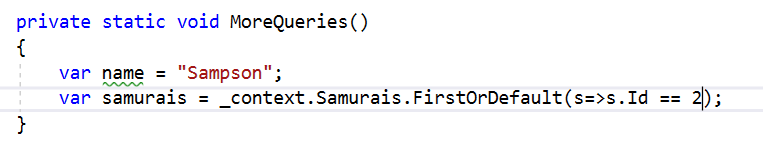 private static void MoreQueries()
{
    var name = "Sampson";
    var samurais = _context.Samurais.FirstOrDefault(s=>s.Id == 2);
}